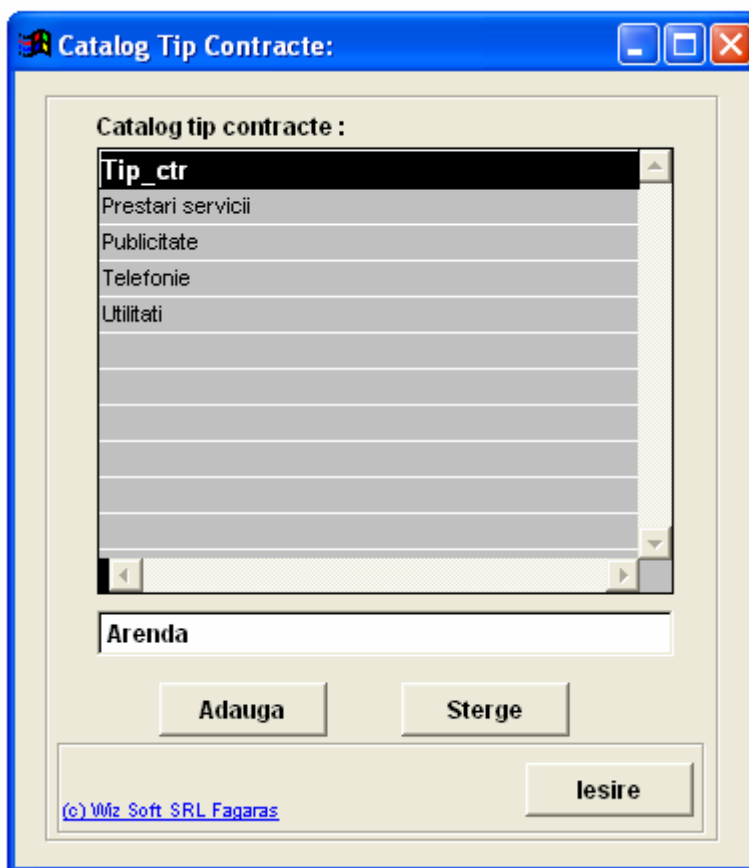 Catalog Tip Contracte:
Catalog tip contracte :
Tip_ctr
Prestari servicii
Publicitate
Telefonie
Utilitati
Arenda
Adauga Sterge
Iesire
(c) Wiz Soft SRL Fagaras